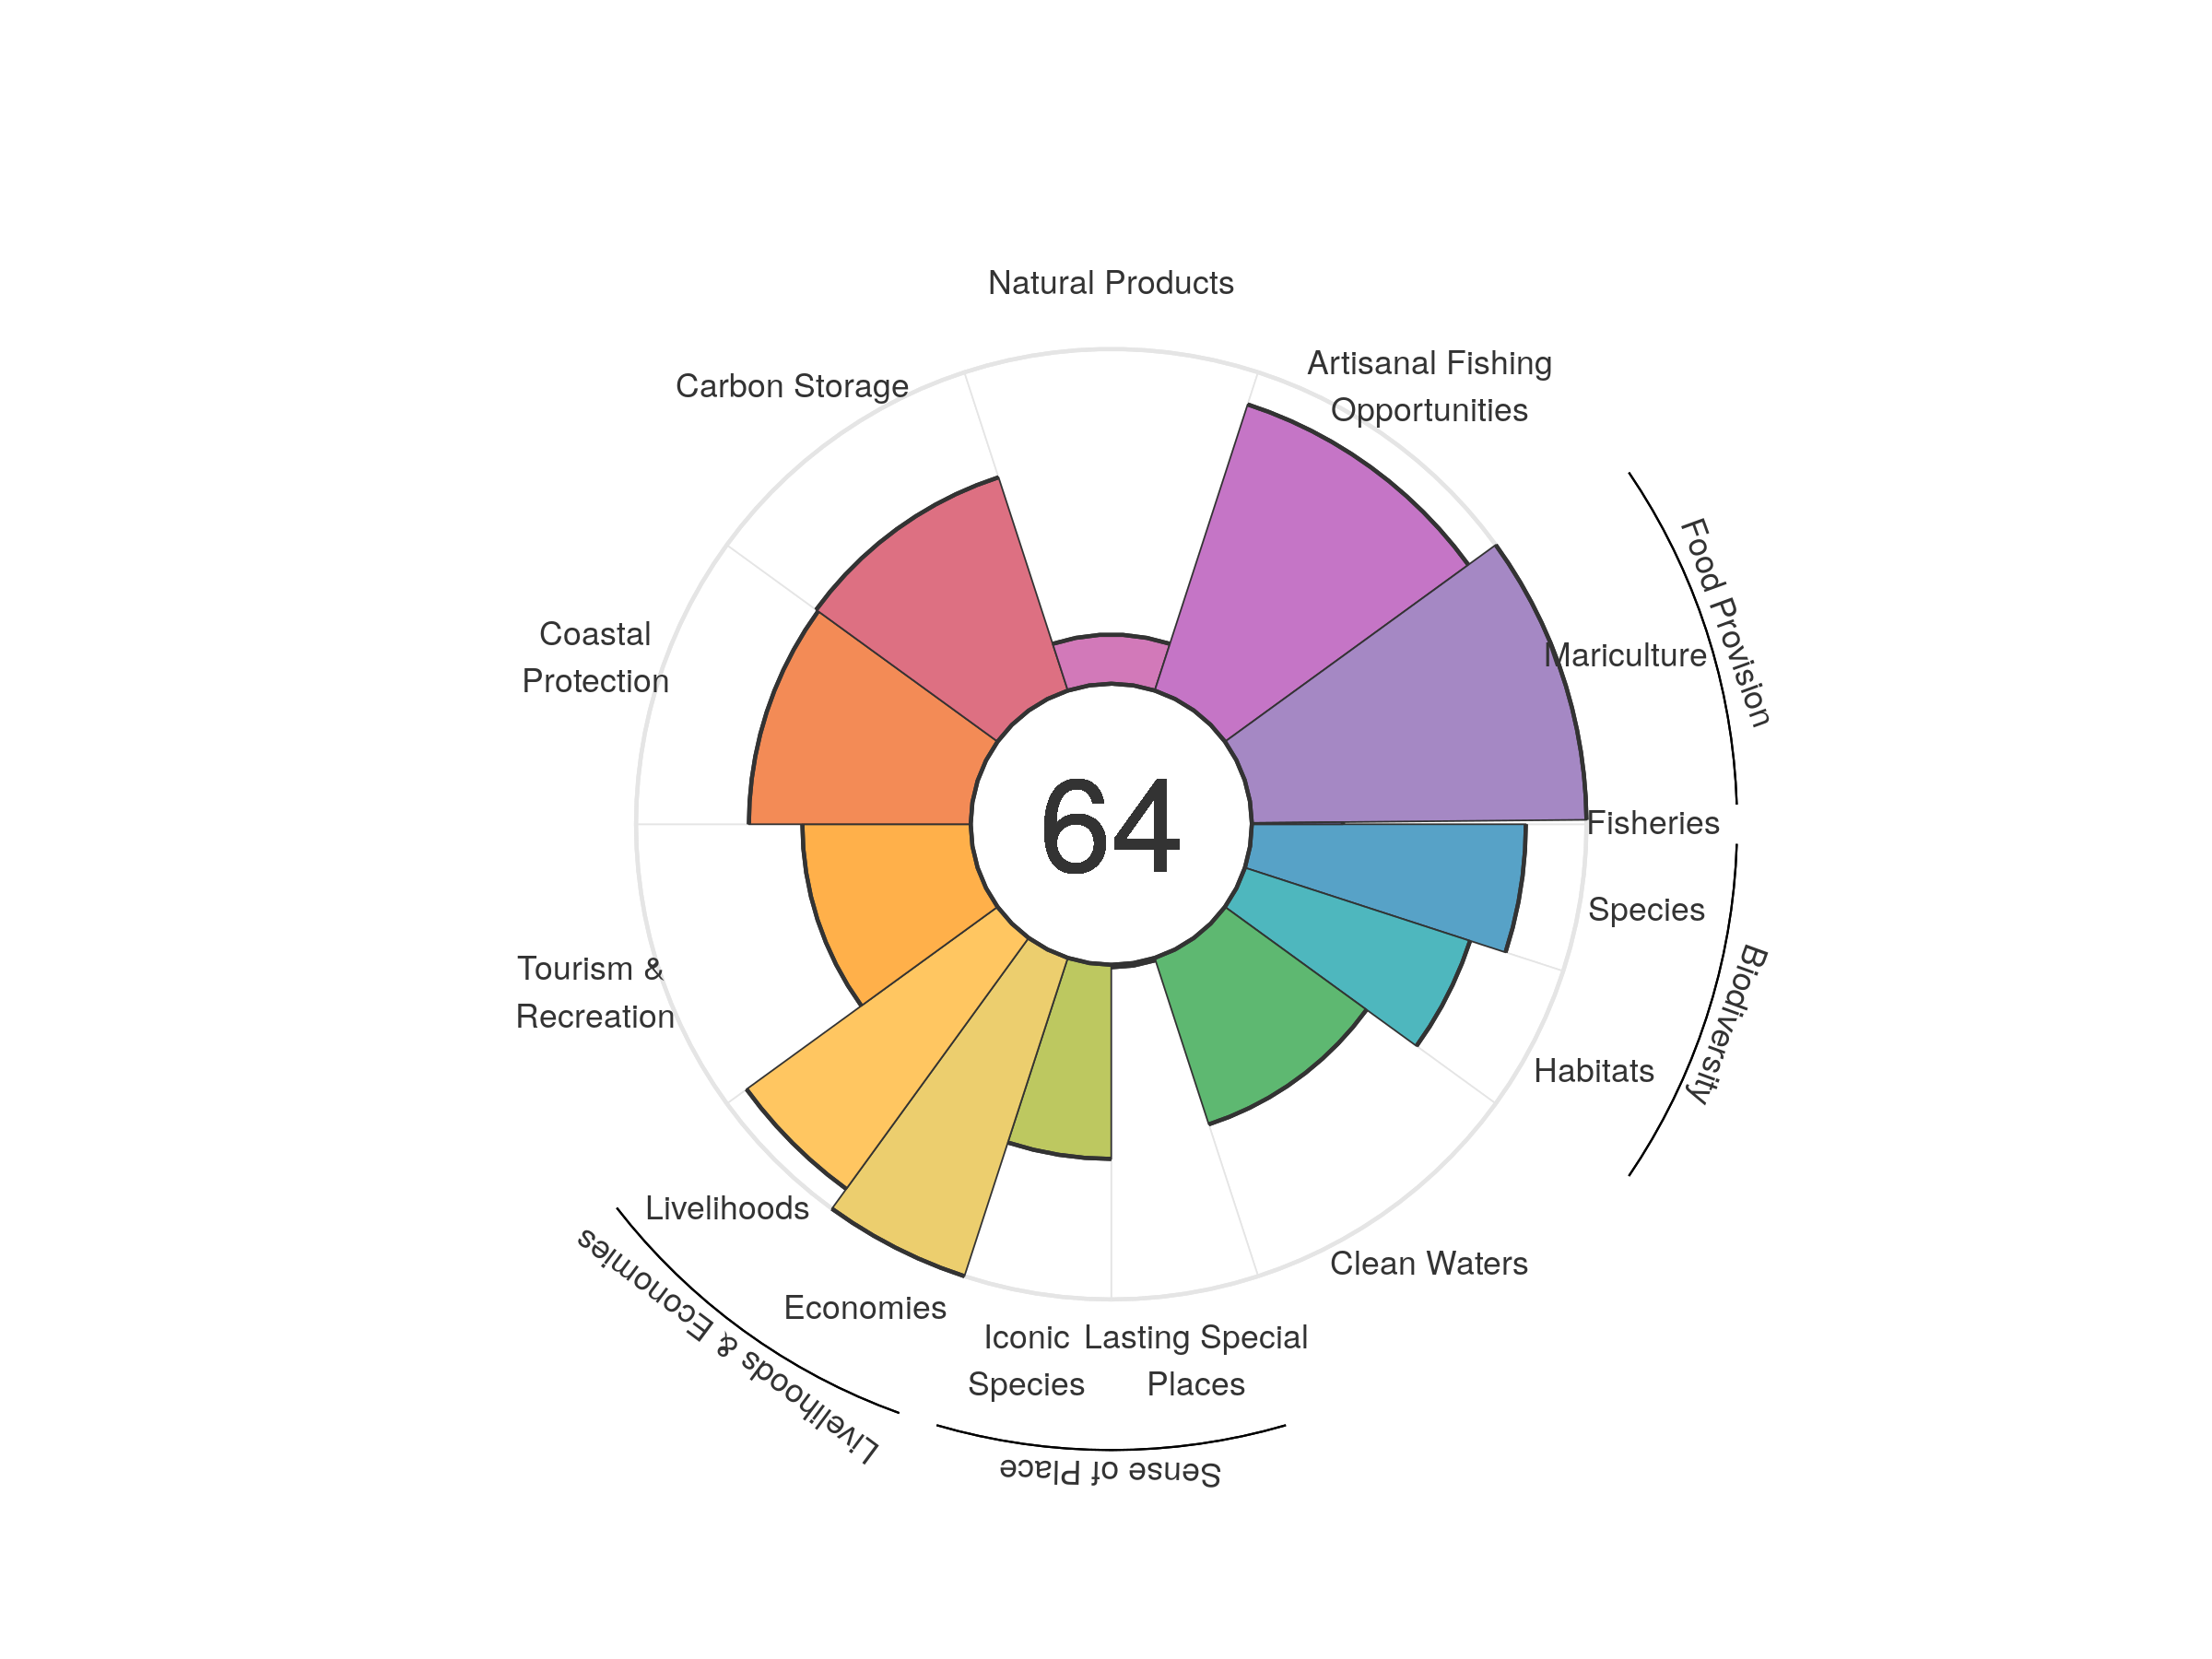 Natural Products
Artisanal Fishing
Opportunities
Carbon Storage
Food Provision
Coastal
Protection
Mariculture
64
Fisheries
Species
Biodiversity
Tourism &
Recreation
Habitats
Livelihoods
Clean Waters
Economies
Livelihoods & Economies
Iconic
Species
Lasting Special
Places
Sense of Place